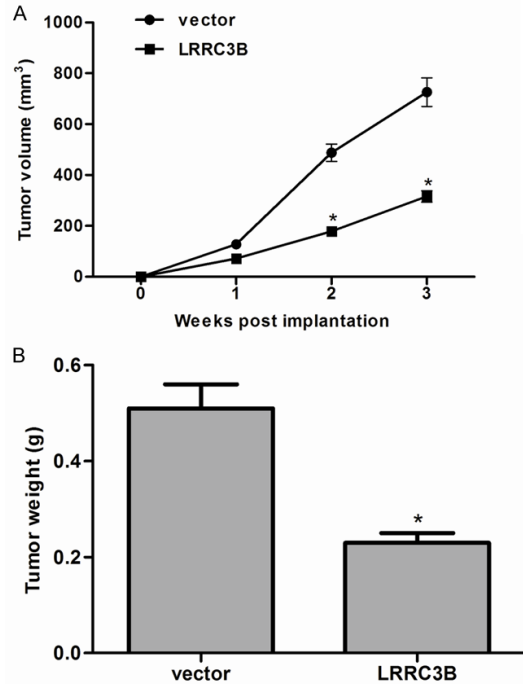 A
vector
LRRC3B
Tumor volume (mm³)
1000
800
600
400
200
0
*
*
0 1 2 3
Weeks post implantation
B
Tumor weight (g)
0.6
0.4
0.2
0.0
*
vector LRRC3B